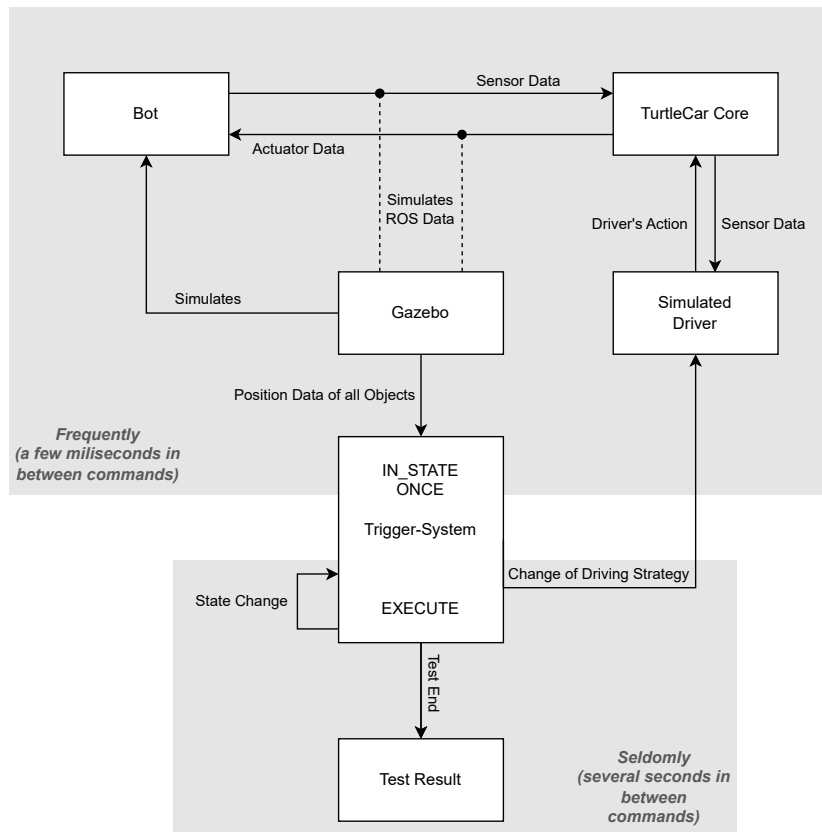 Sensor Data
Bot
TurtleCar Core
Actuator Data
Simulates
ROS Data
Driver's Action
Sensor Data
Simulates
Gazebo
Simulated
Driver
Position Data of all Objects
Frequently
(a few miliseconds in
between commands)
IN_STATE
ONCE
Trigger-System
Change of Driving Strategy
State Change
EXECUTE
Test End
Test Result
Seldomly
(several seconds in
between
commands)